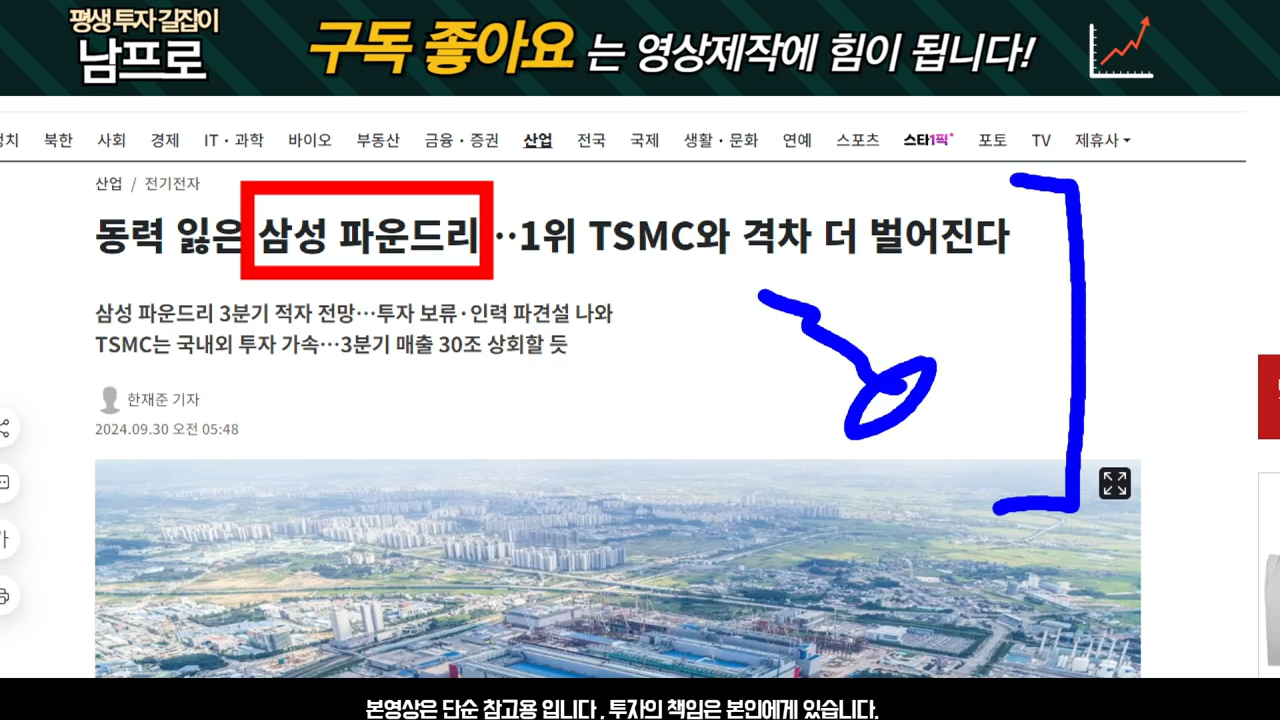 평생 투자 길잡이
남프로
구독 좋아요 는 영상제작에 힘이 됩니다!
정치 북한 사회 경제 IT·과학 바이오 부동산 금융·증권 산업 전국 국제 생활·문화 연예 스포츠 스타1픽* 포토 TV 제휴사
산업 / 전기전자
동력 잃은 삼성 파운드리…1위 TSMC와 격차 더 벌어진다
삼성 파운드리 3분기 적자 전망…투자 보류·인력 파견설 나와
TSMC는 국내외 투자 가속…3분기 매출 30조 상회할 듯
한재준 기자
2024.09.30 오전 05:48
가
본영상은 단순 참고용 입니다, 투자의 책임은 본인에게 있습니다.